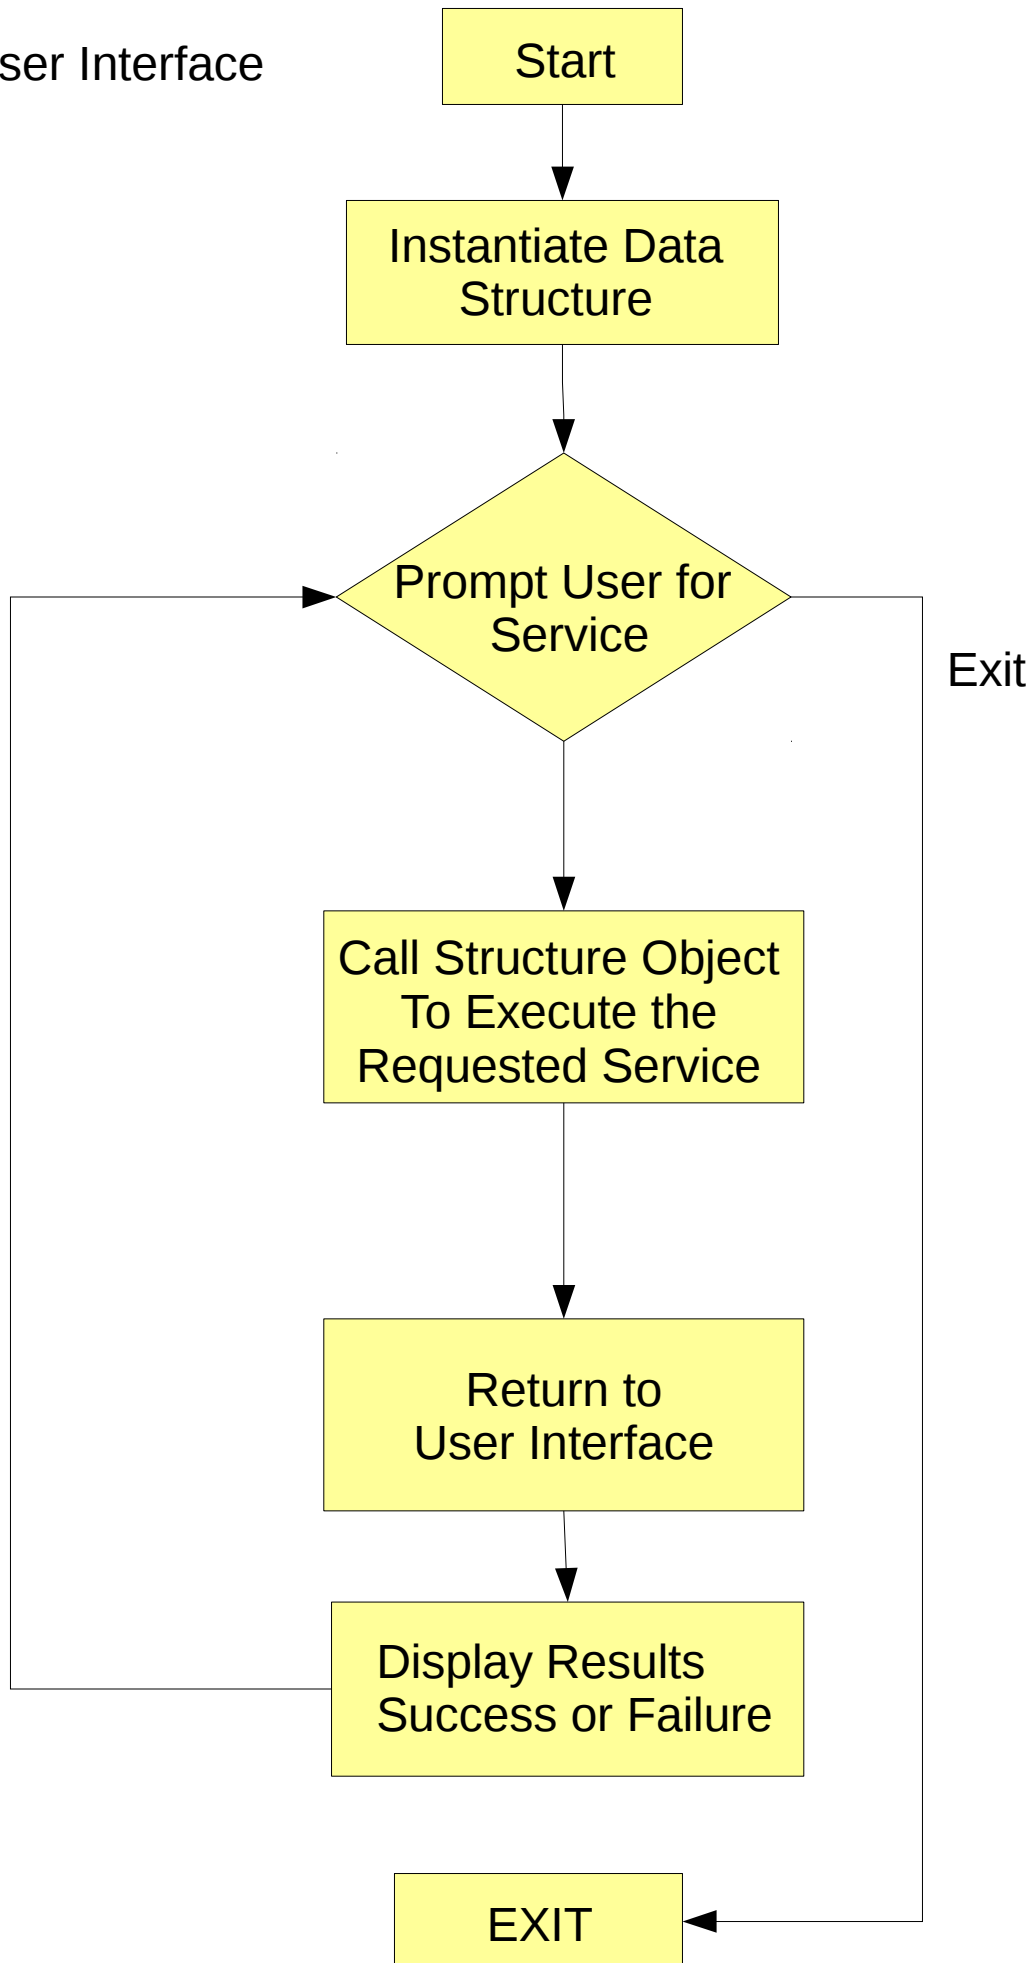 ser Interface
Start
Instantiate Data
Structure
Prompt User for
Service
Exit
Call Structure Object
To Execute the
Requested Service
Return to
User Interface
Display Results
Success or Failure
EXIT